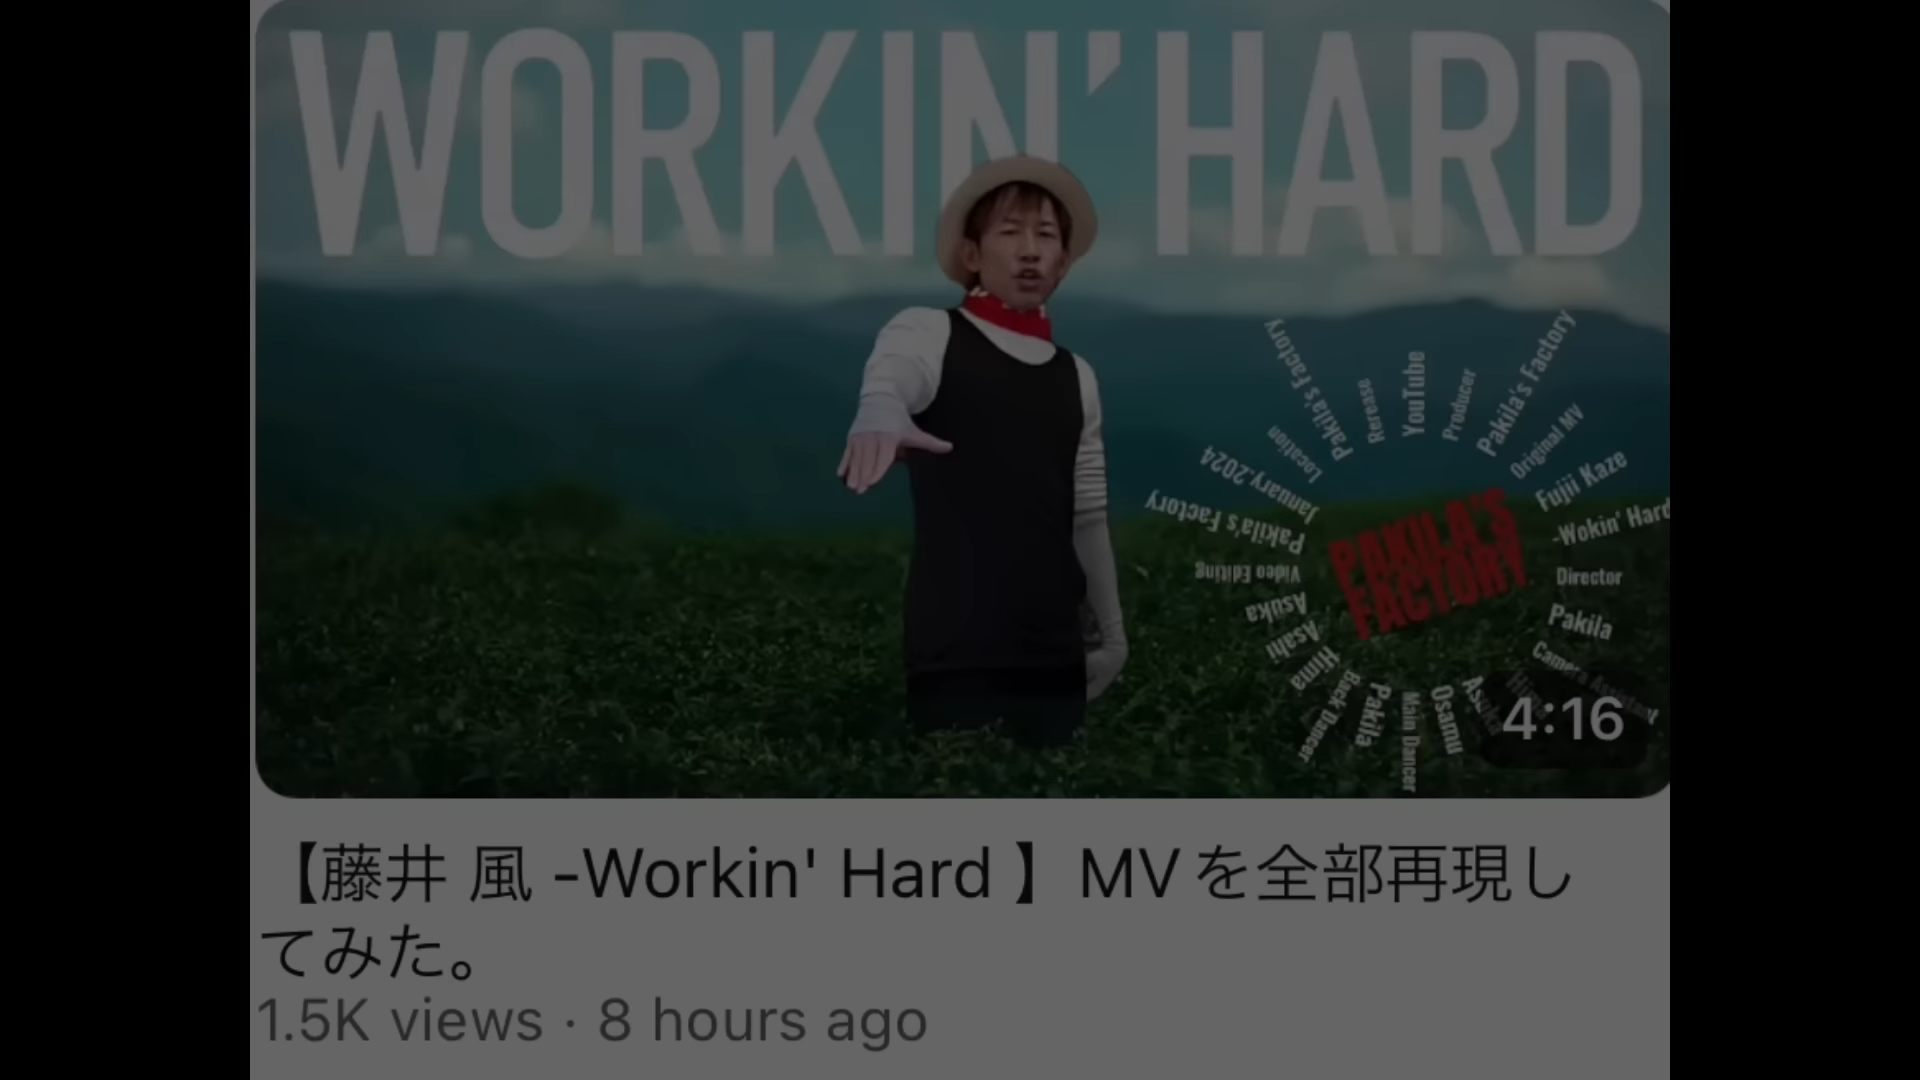 WORKIN' HARD
Pakila's Factory
Pakila's Factory
Rerease
YouTube
Producer
Pakila's Factory
Original MV
Fujii Kaze
-Wokin' Hard
Director
Pakila
Osamu
Main Dancer
Pakila
Back Dancer
Hima
Asahi
Asuka
Video Editing
Pakila's Factory
January.2024
Location
PAKILA'S
FACTORY
4:16
【藤井 風 -Workin' Hard 】MVを全部再現し
てみた。
1.5K views · 8 hours ago